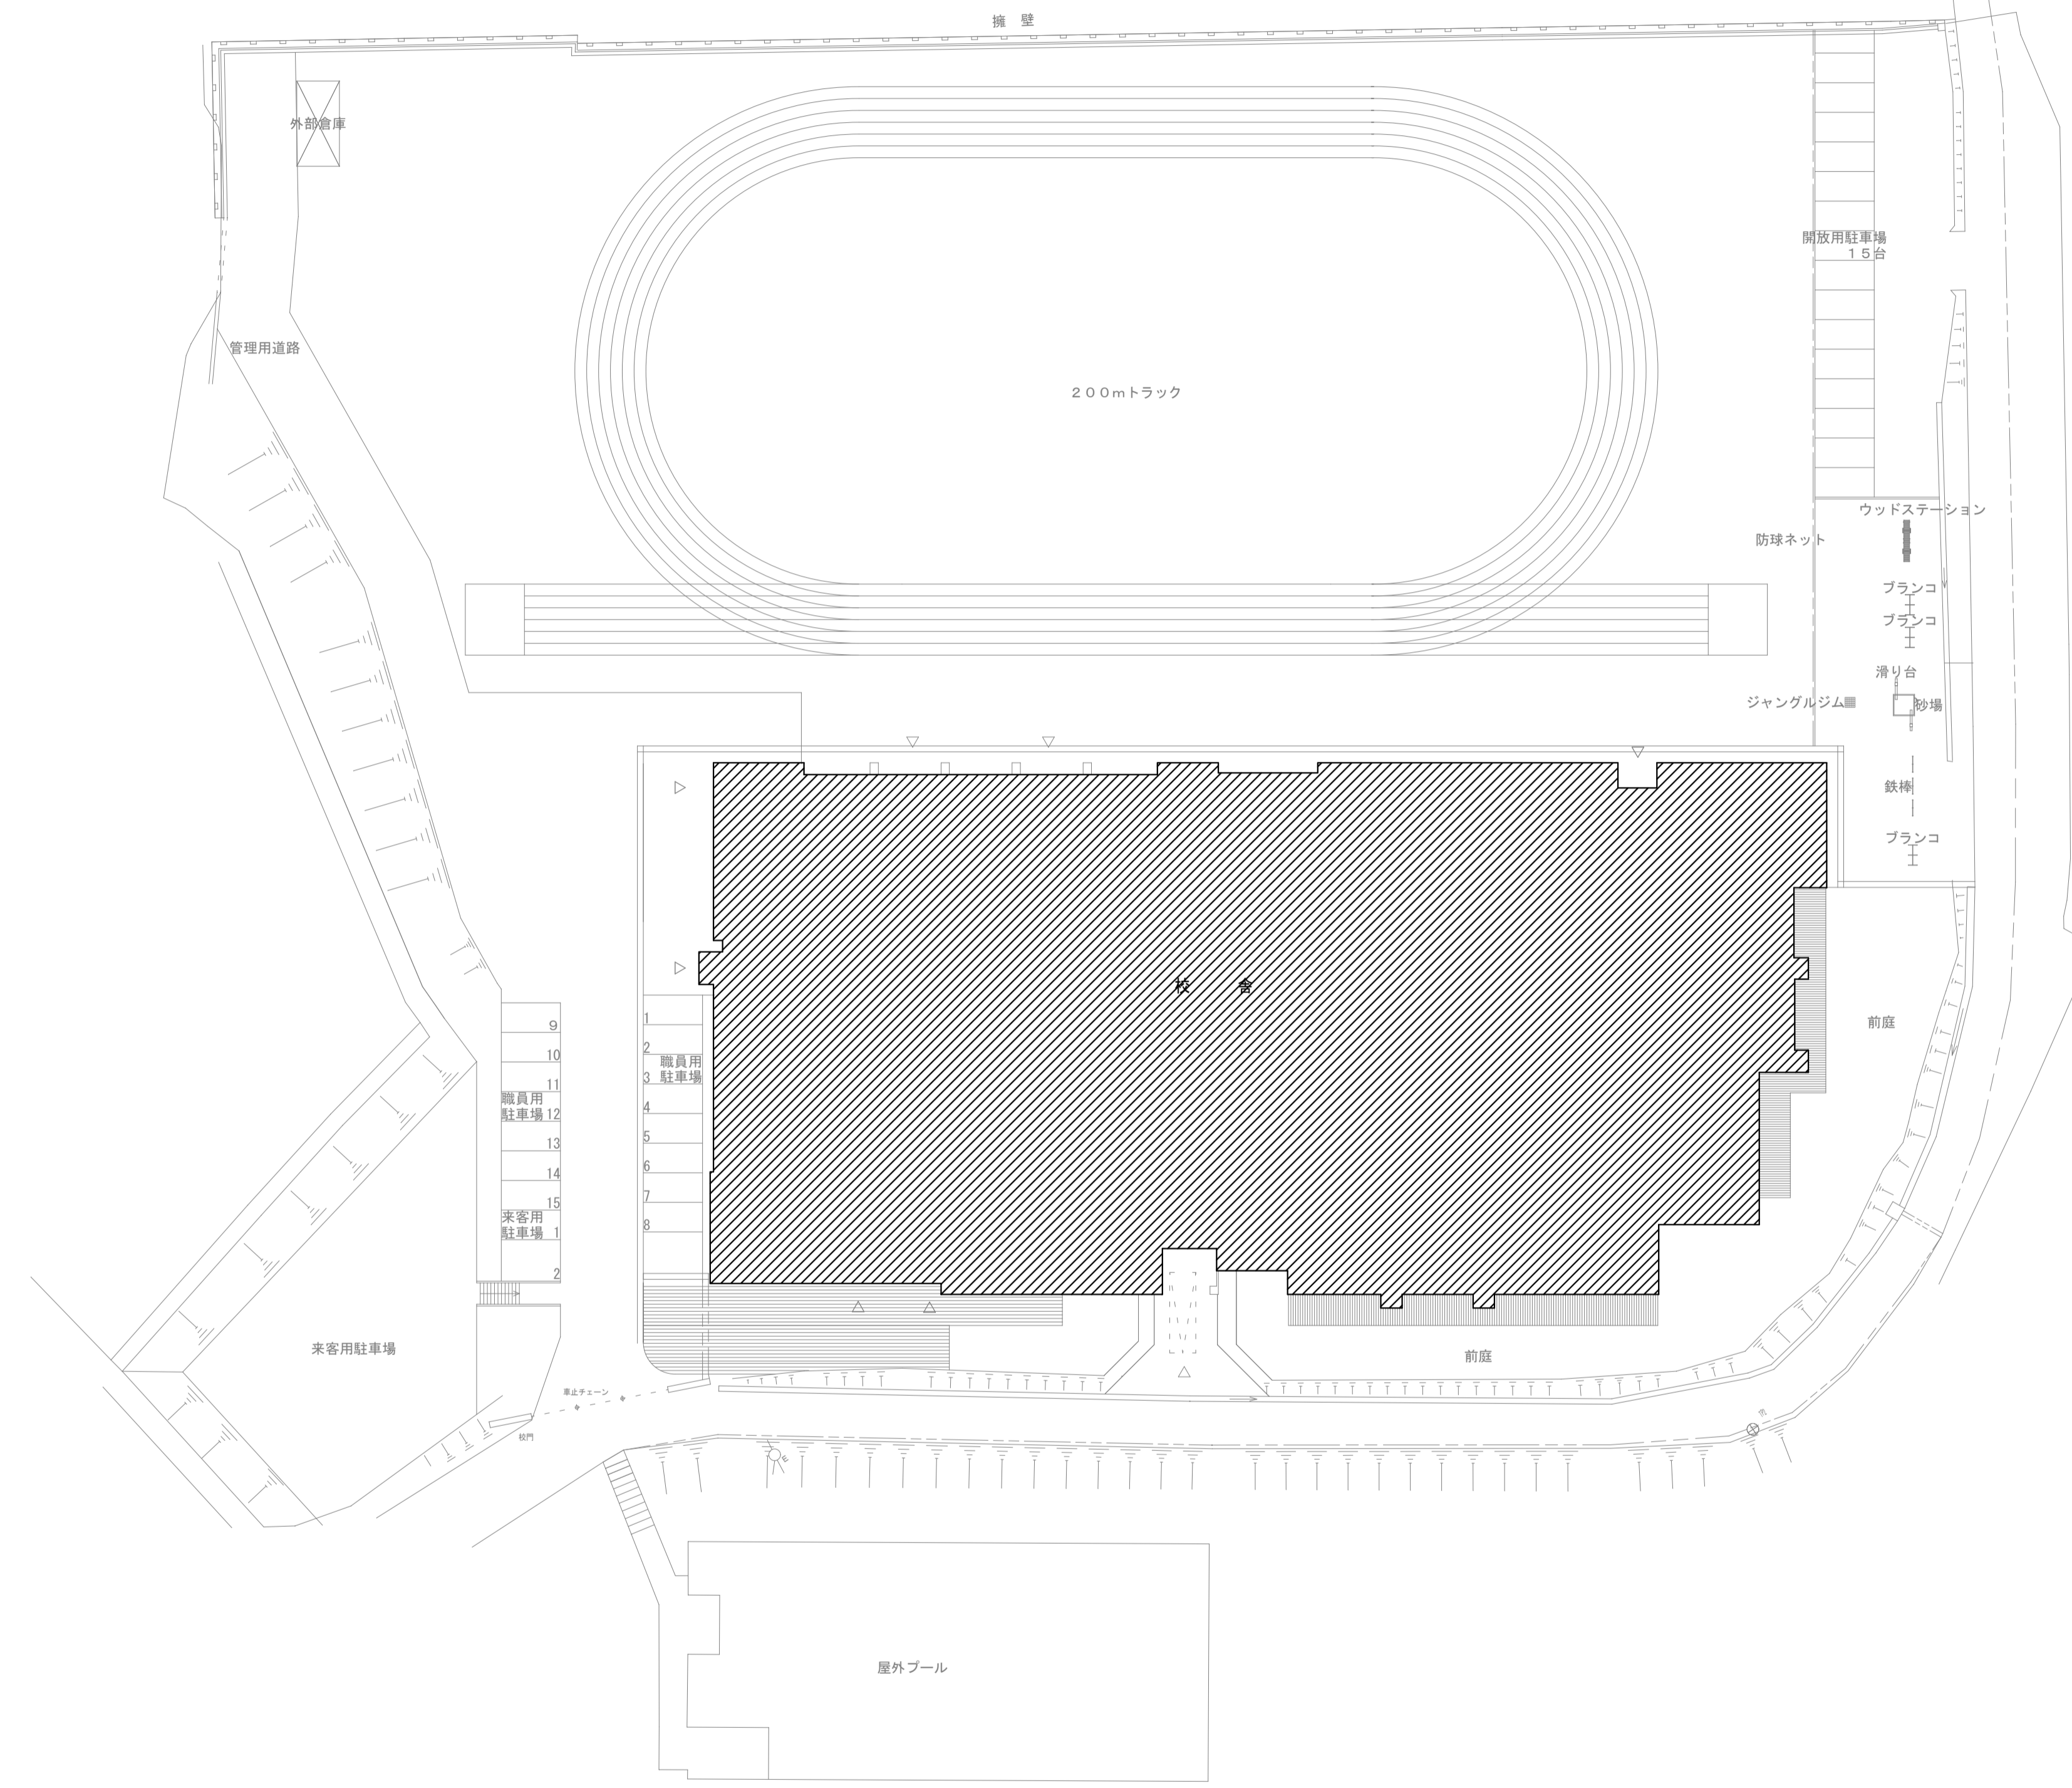 擁　壁
外部倉庫
開放用駐車場
１５台
管理用道路
２００ｍトラック
ウッドステーション
防球ネット
ブランコ
ブランコ
滑り台
ジャングルジム
砂場
鉄棒
ブランコ
校　舎
前庭
1
2
職員用
3 駐車場
4
5
6
7
8
9
10
11
職員用
駐車場 12
13
14
15
来客用
駐車場 1
2
来客用駐車場
車止チェーン
校門
前庭
屋外プール